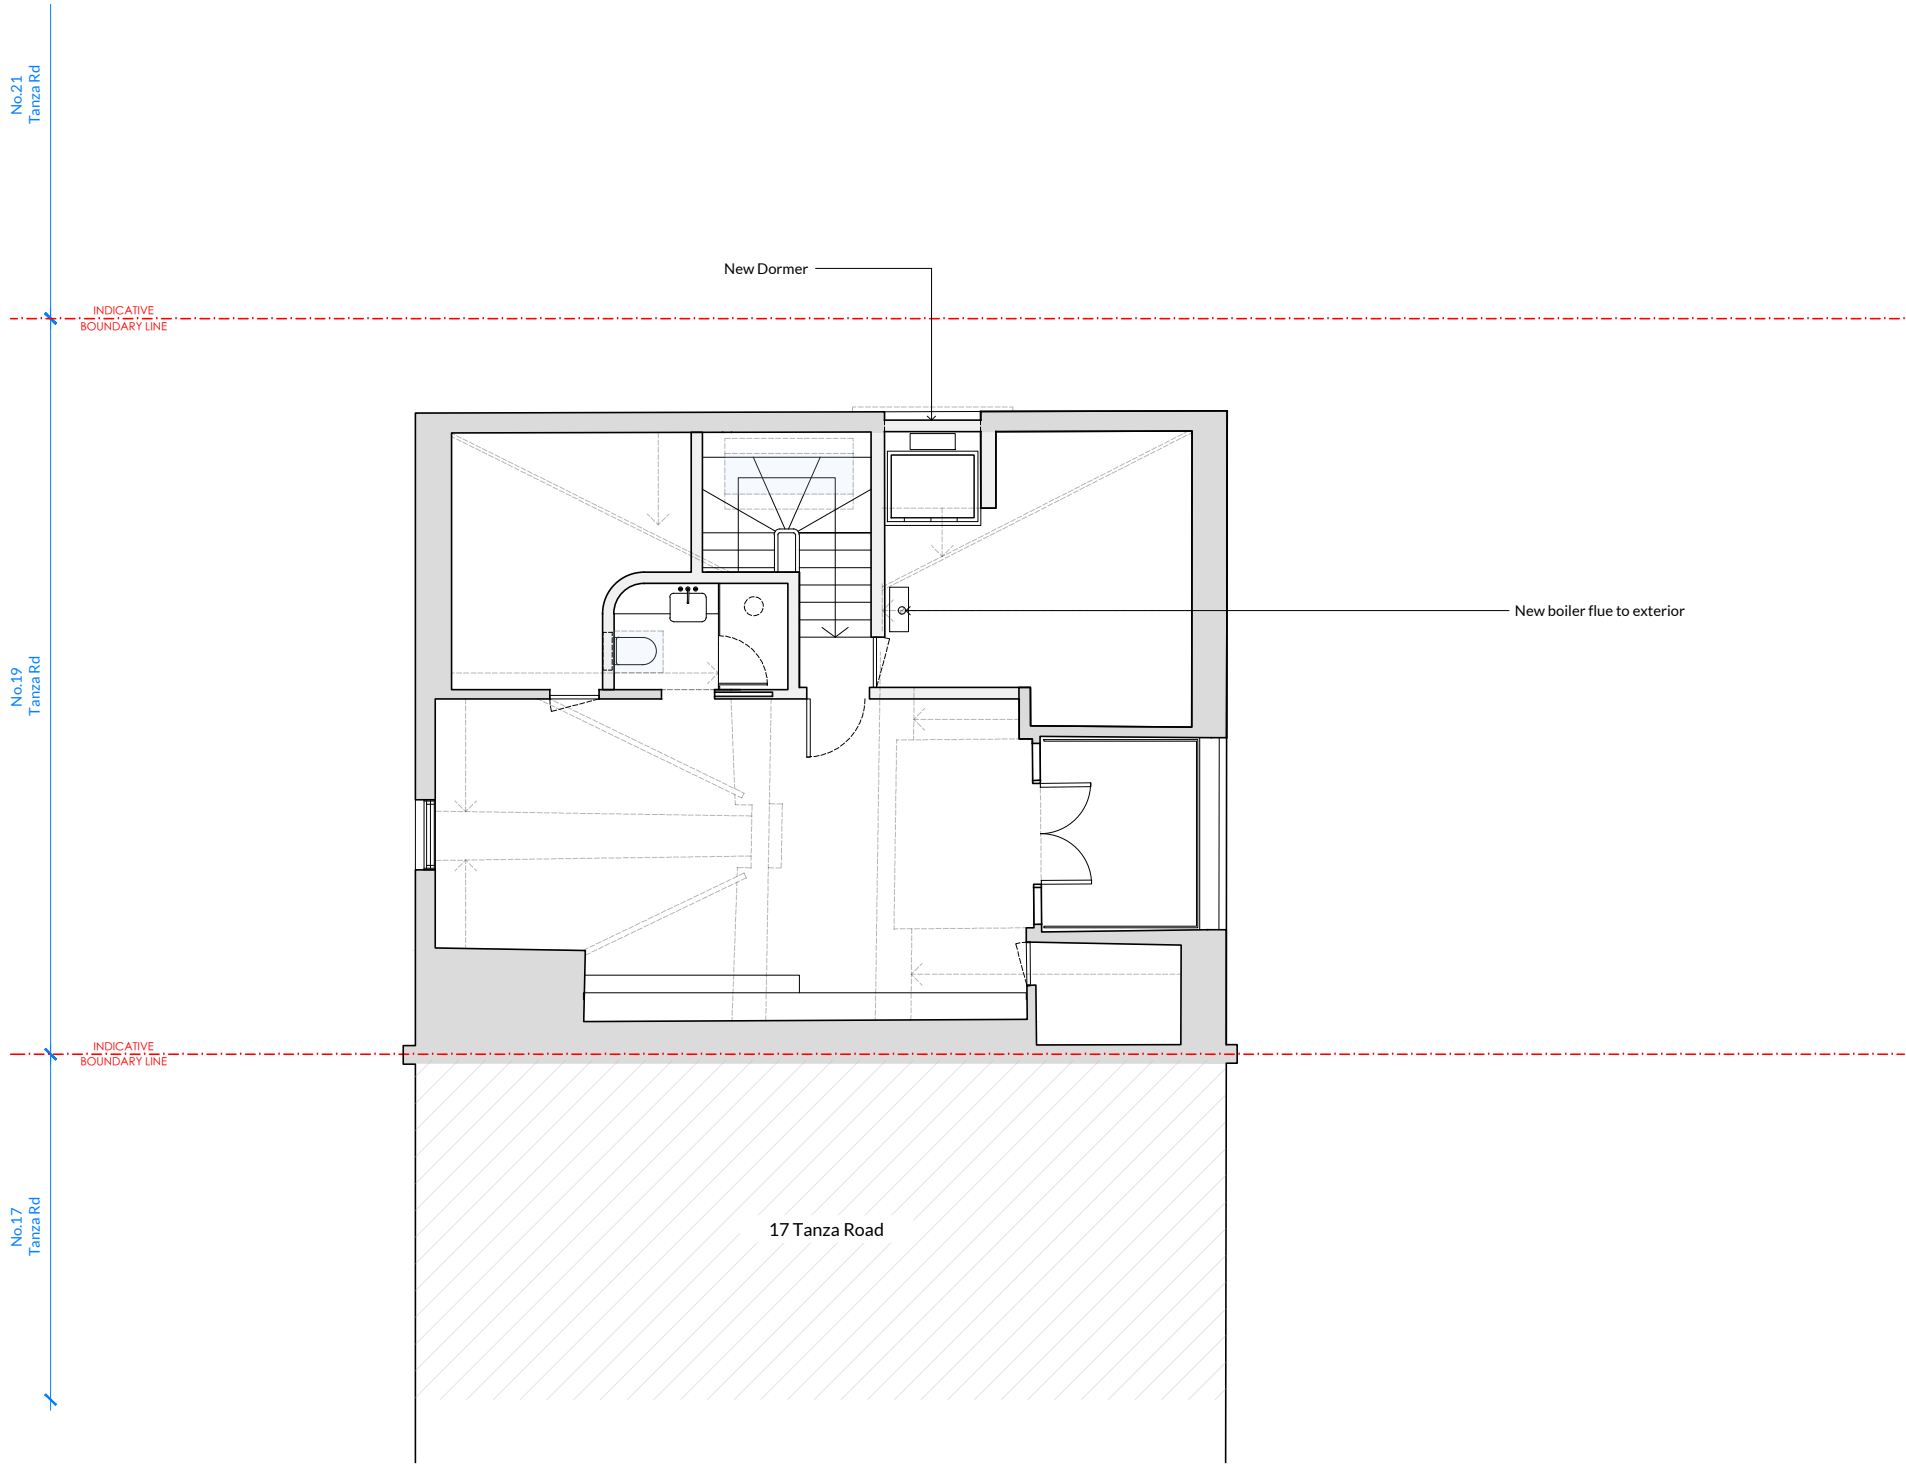 No.21
Tanza Rd
New Dormer
INDICATIVE
BOUNDARY LINE
No.19
Tanza Rd
New boiler flue to exterior
INDICATIVE
BOUNDARY LINE
No.17
Tanza Rd
17 Tanza Road